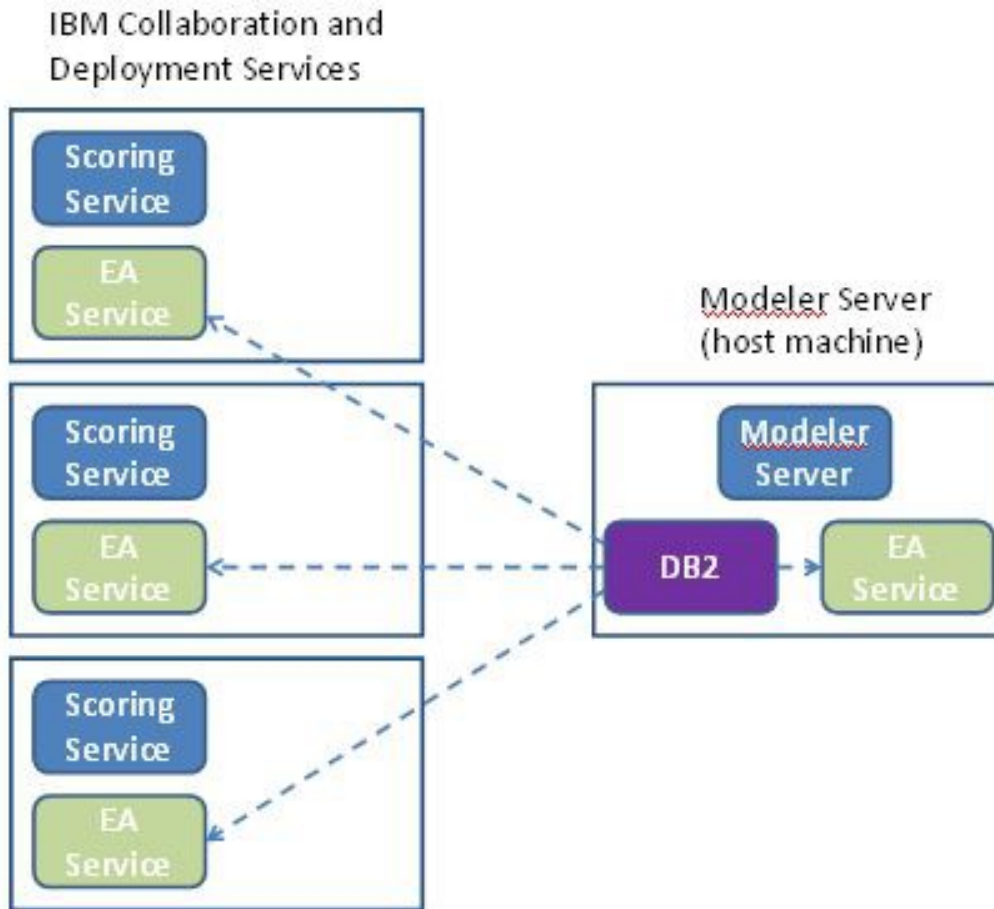 IBM Collaboration and
Deployment Services
Scoring
Service
EA
Service
Scoring
Service
EA
Service
Scoring
Service
EA
Service
Modeler Server
(host machine)
Modeler
Server
DB2
EA
Service